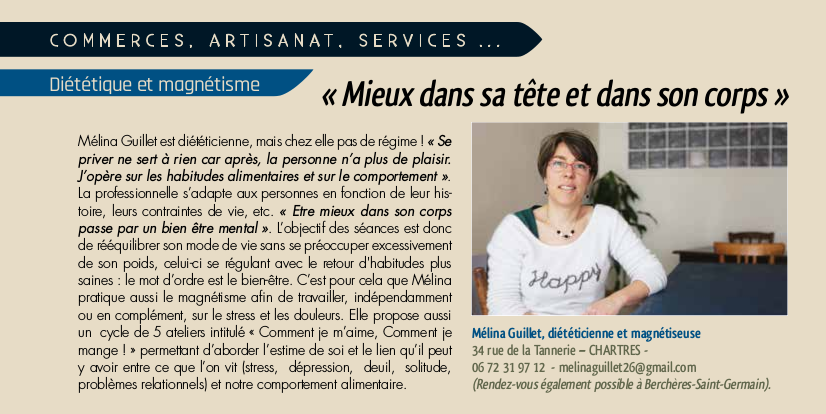 COMMERCES, ARTISANAT, SERVICES ...
Diététique et magnétisme
« Mieux dans sa tête et dans son corps »
Mélina Guillet est diététicienne, mais chez elle pas de régime ! « Se
priver ne sert à rien car après, la personne n'a plus de plaisir.
J'opère sur les habitudes alimentaires et sur le comportement ».
La professionnelle s'adapte aux personnes en fonction de leur his-
toire, leurs contraintes de vie, etc. « Etre mieux dans son corps
passe par un bien être mental ». L'objectif des séances est donc
de rééquilibrer son mode de vie sans se préoccuper excessivement
de son poids, celui-ci se régulant avec le retour d'habitudes plus
saines : le mot d'ordre est le bien-être. C'est pour cela que Mélina
pratique aussi le magnétisme afin de travailler, indépendamment
ou en complément, sur le stress et les douleurs. Elle propose aussi
un cycle de 5 ateliers intitulé « Comment je m'aime, Comment je
mange ! » permettant d'aborder l'estime de soi et le lien qu'il peut
y avoir entre ce que l'on vit (stress, dépression, deuil, solitude,
problèmes relationnels) et notre comportement alimentaire.
Happy
Mélina Guillet, diététicienne et magnétiseuse
34 rue de la Tannerie – CHARTRES -
06 72 31 97 12 - melinaguillet26@gmail.com
(Rendez-vous également possible à Berchères-Saint-Germain).